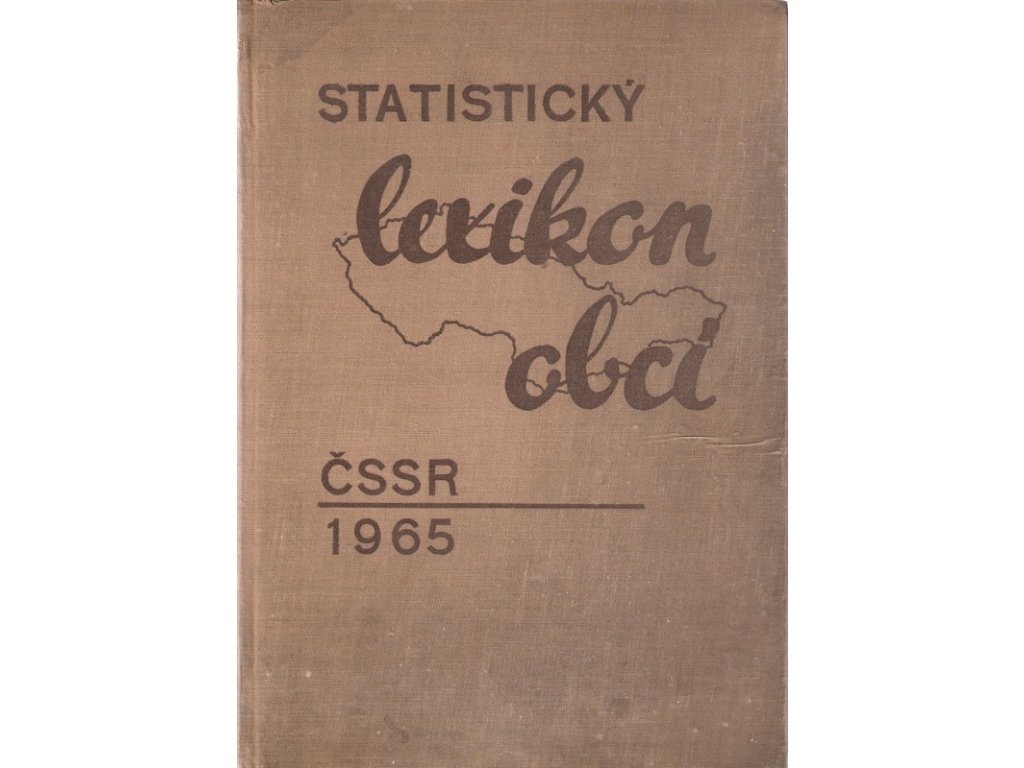 STATISTICKÝ
lexikon
obcí
ČSSR
1965